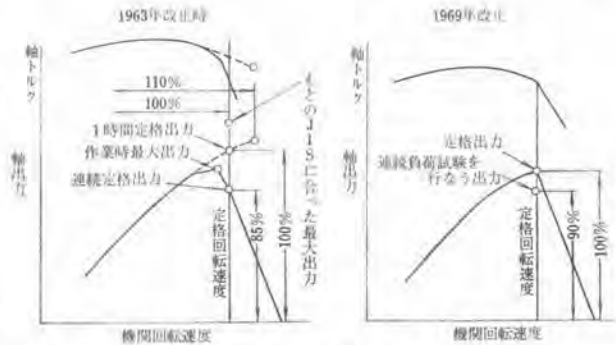 1963年改正時
軸トルク
軸出力
110%
100%
1時間定格出力
作業時最大出力
連続定格出力
もとのJISに合った最大出力
定格回転速度
85%
100%
機関回転速度
1969年改正
軸トルク
軸出力
定格出力
連続負荷試験を
行なう出力
定格回転速度
90%
100%
機関回転速度